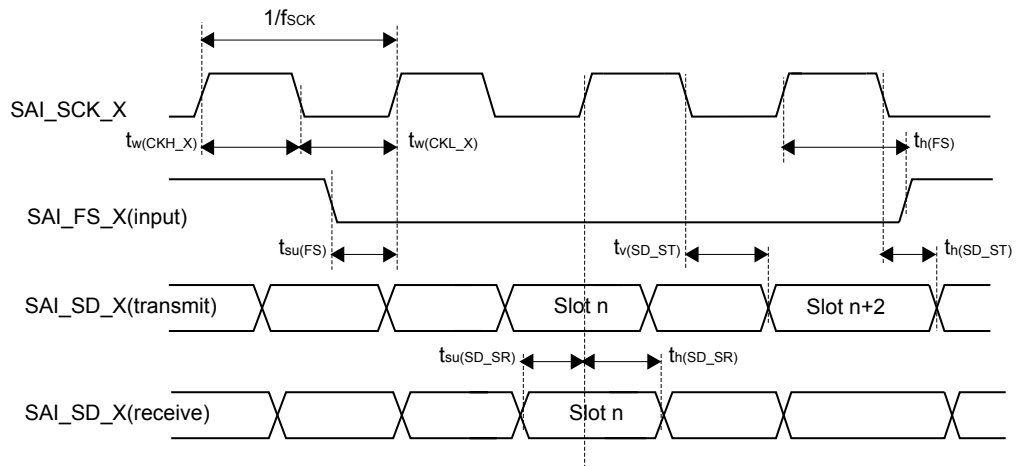 1/fSCK
SAI_SCK_X
tw(CKH_X)
tw(CKL_X)
th(FS)
SAI_FS_X(input)
tsu(FS)
tv(SD_ST)
th(SD_ST)
SAI_SD_X(transmit)
Slot n
Slot n+2
tsu(SD_SR)
th(SD_SR)
SAI_SD_X(receive)
Slot n